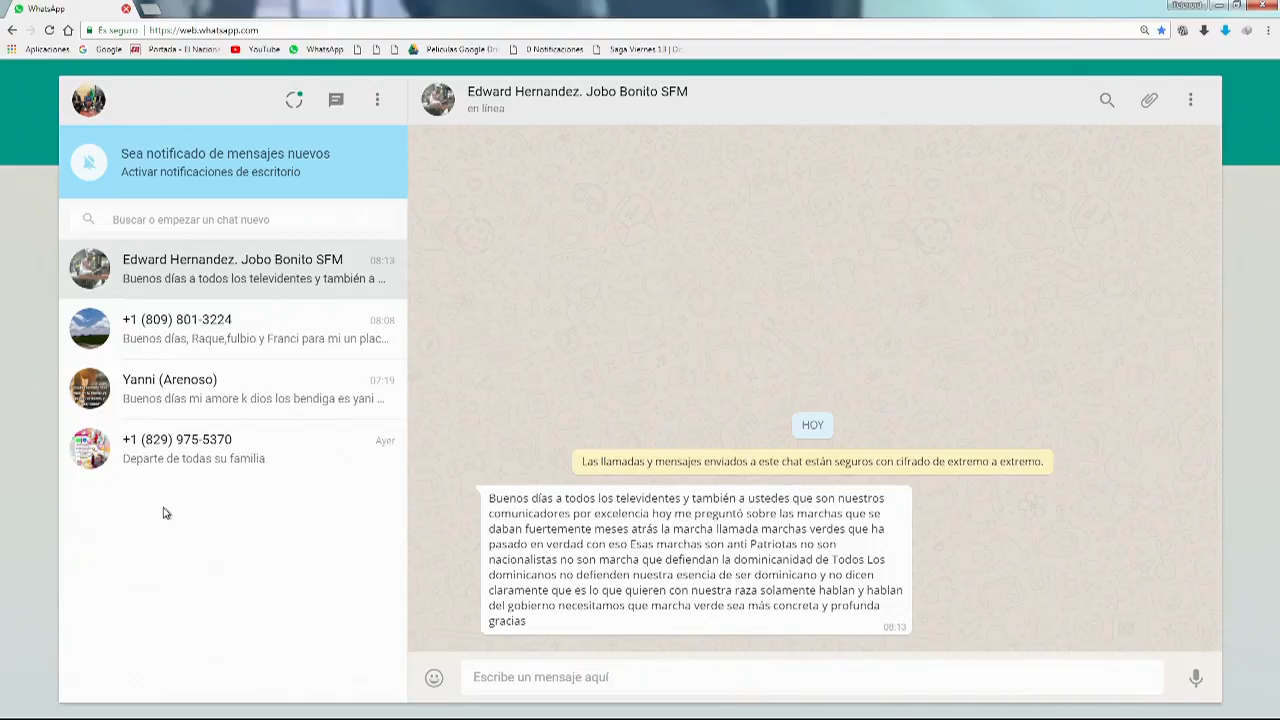 WhatsApp
Telenord
Es seguro | https://web.whatsapp.com
Aplicaciones Google Portada - El Nacion YouTube WhatsApp Peliculas Google Dri 0 Notificaciones Saga Viernes 13 | De
Edward Hernandez. Jobo Bonito SFM
en línea
Sea notificado de mensajes nuevos
Activar notificaciones de escritorio
Buscar o empezar un chat nuevo
Edward Hernandez. Jobo Bonito SFM 08:13
Buenos días a todos los televidentes y también a ...
+1 (809) 801-3224 08:08
Buenos días, Raque,fulbio y Franci para mi un plac...
Yanni (Arenoso) 07:19
Buenos días mi amore k dios los bendiga es yani ...
+1 (829) 975-5370 Ayer
Departe de todas su familia
HOY
Las llamadas y mensajes enviados a este chat están seguros con cifrado de extremo a extremo.
Buenos días a todos los televidentes y también a ustedes que son nuestros
comunicadores por excelencia hoy me preguntó sobre las marchas que se
daban fuertemente meses atrás la marcha llamada marchas verdes que ha
pasado en verdad con eso Esas marchas son anti Patriotas no son
nacionalistas no son marcha que defiendan la dominicanidad de Todos Los
dominicanos no defienden nuestra esencia de ser dominicano y no dicen
claramente que es lo que quieren con nuestra raza solamente hablan y hablan
del gobierno necesitamos que marcha verde sea más concreta y profunda
gracias
08:13
Escribe un mensaje aquí